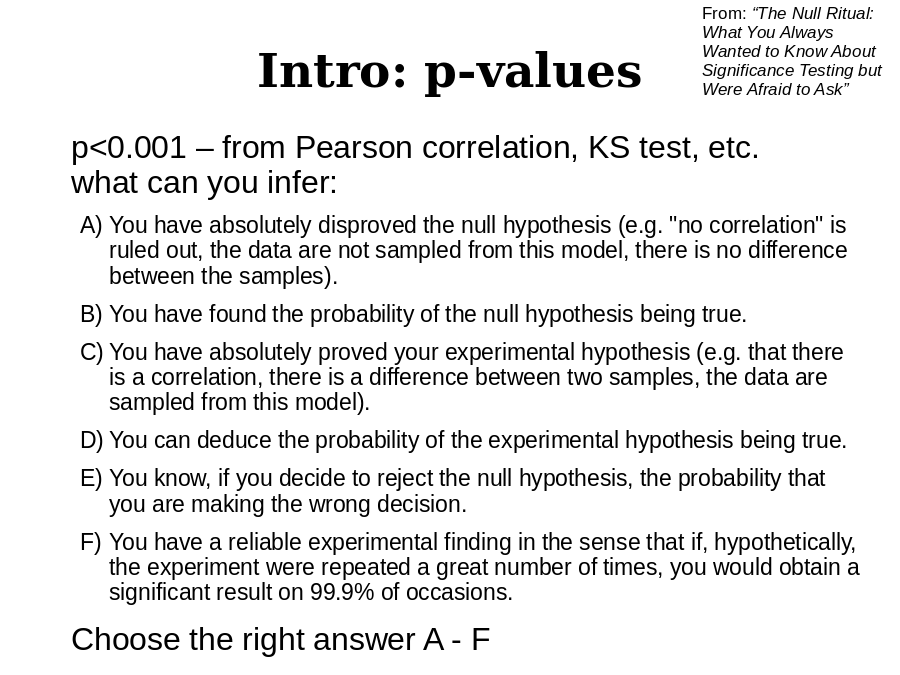 From: “The Null Ritual:
What You Always
Wanted to Know About
Significance Testing but
Were Afraid to Ask”
Intro: p-values
p<0.001 – from Pearson correlation, KS test, etc.
what can you infer:
A) You have absolutely disproved the null hypothesis (e.g. "no correlation" is
ruled out, the data are not sampled from this model, there is no difference
between the samples).
B) You have found the probability of the null hypothesis being true.
C) You have absolutely proved your experimental hypothesis (e.g. that there
is a correlation, there is a difference between two samples, the data are
sampled from this model).
D) You can deduce the probability of the experimental hypothesis being true.
E) You know, if you decide to reject the null hypothesis, the probability that
you are making the wrong decision.
F) You have a reliable experimental finding in the sense that if, hypothetically,
the experiment were repeated a great number of times, you would obtain a
significant result on 99.9% of occasions.
Choose the right answer A - F